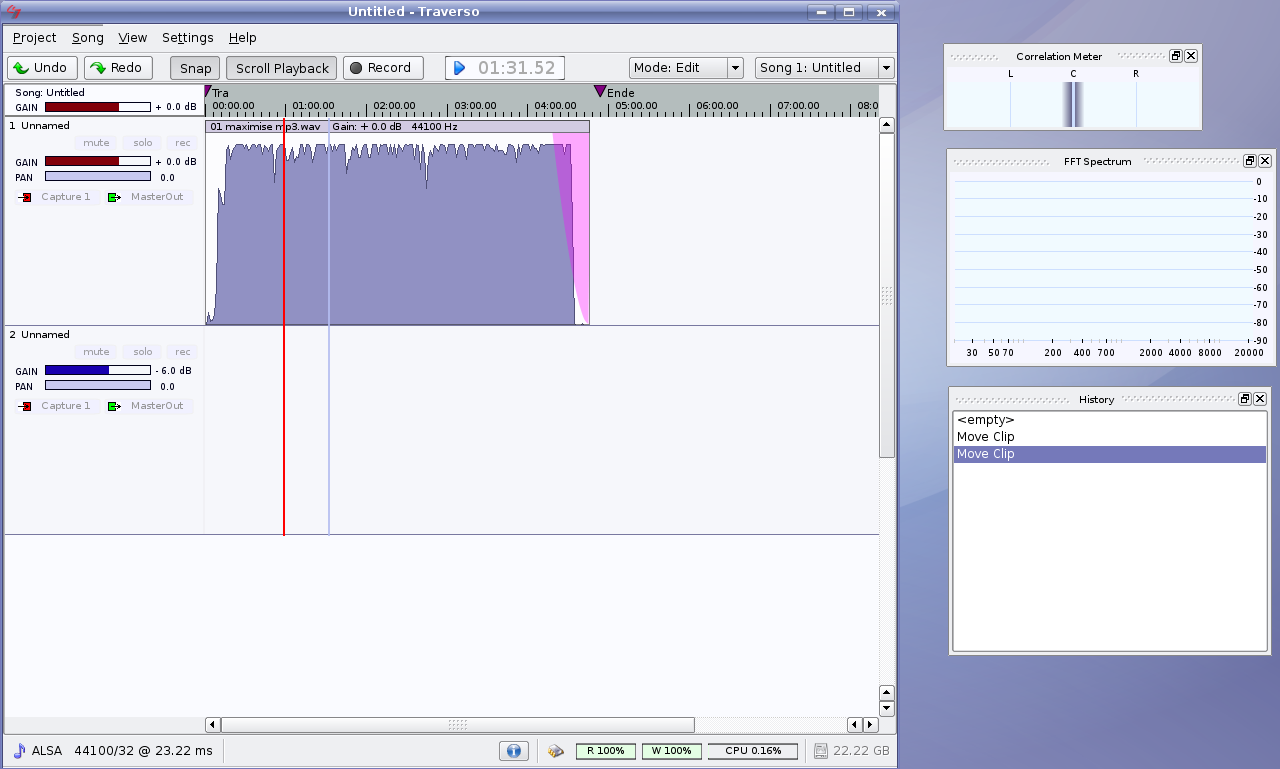 Untitled - Traverso
Project Song View Settings Help
Undo Redo Snap Scroll Playback Record 01:31.52 Mode: Edit Song 1: Untitled
Song: Untitled
GAIN + 0.0 dB
Tra Ende
00:00.00 01:00.00 02:00.00 03:00.00 04:00.00 05:00.00 06:00.00 07:00.00 08:0
1 Unnamed
mute solo rec
GAIN + 0.0 dB
PAN 0.0
Capture 1 MasterOut
01 maximise mp3.wav Gain: + 0.0 dB 44100 Hz
2 Unnamed
mute solo rec
GAIN - 6.0 dB
PAN 0.0
Capture 1 MasterOut
ALSA 44100/32 @ 23.22 ms R 100% W 100% CPU 0.16% 22.22 GB
Correlation Meter
L C R
FFT Spectrum
0
-10
-20
-30
-40
-50
-60
-70
-80
-90
30 50 70 200 400 700 2000 4000 8000 20000
History
<empty>
Move Clip
Move Clip